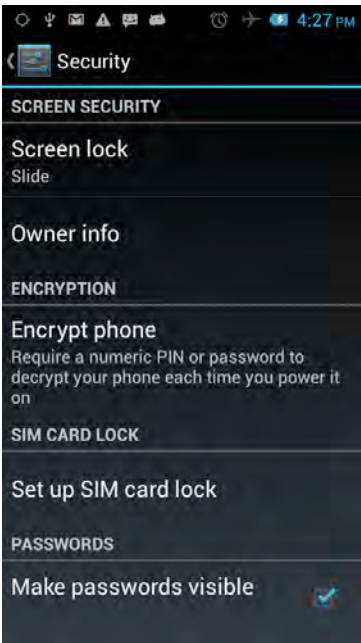 4:27 PM
Security
SCREEN SECURITY
Screen lock
Slide
Owner info
ENCRYPTION
Encrypt phone
Require a numeric PIN or password to
decrypt your phone each time you power it
on
SIM CARD LOCK
Set up SIM card lock
PASSWORDS
Make passwords visible